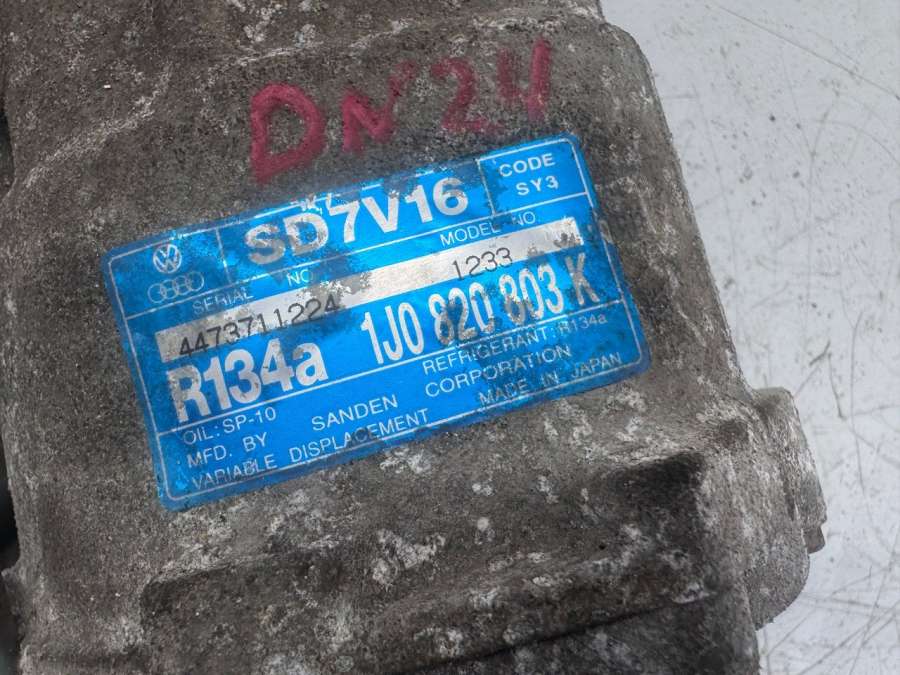 DN24
SD7V16
CODE
SY3
SERIAL NO.
MODEL NO
4473711224
1233
R134a
1J0 820 803 K
OIL: SP-10
REFRIGERANT: R134a
MFD. BY SANDEN CORPORATION
VARIABLE DISPLACEMENT
MADE IN JAPAN